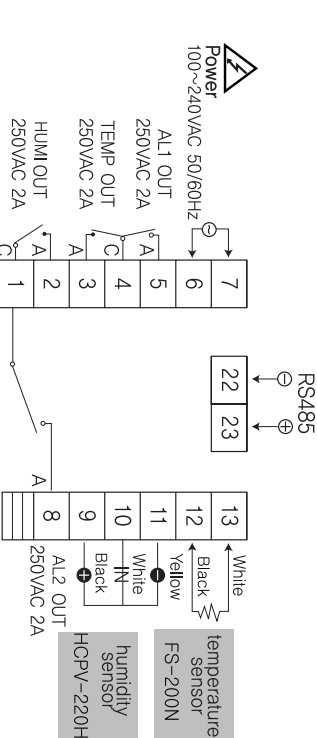 Power
100~240VAC 50/60Hz
AL1 OUT
250VAC 2A
TEMP OUT
250VAC 2A
HUMI OUT
250VAC 2A
A
C
A
A
C
7
6
5
4
3
2
1
RS485
⊖ ⊕
22 23
13
12
11
10
9
8
A
White
Black
Yellow
White
IN
Black
AL2 OUT
250VAC 2A
temperature
sensor
FS-200N
humidity
sensor
HCPV-220H